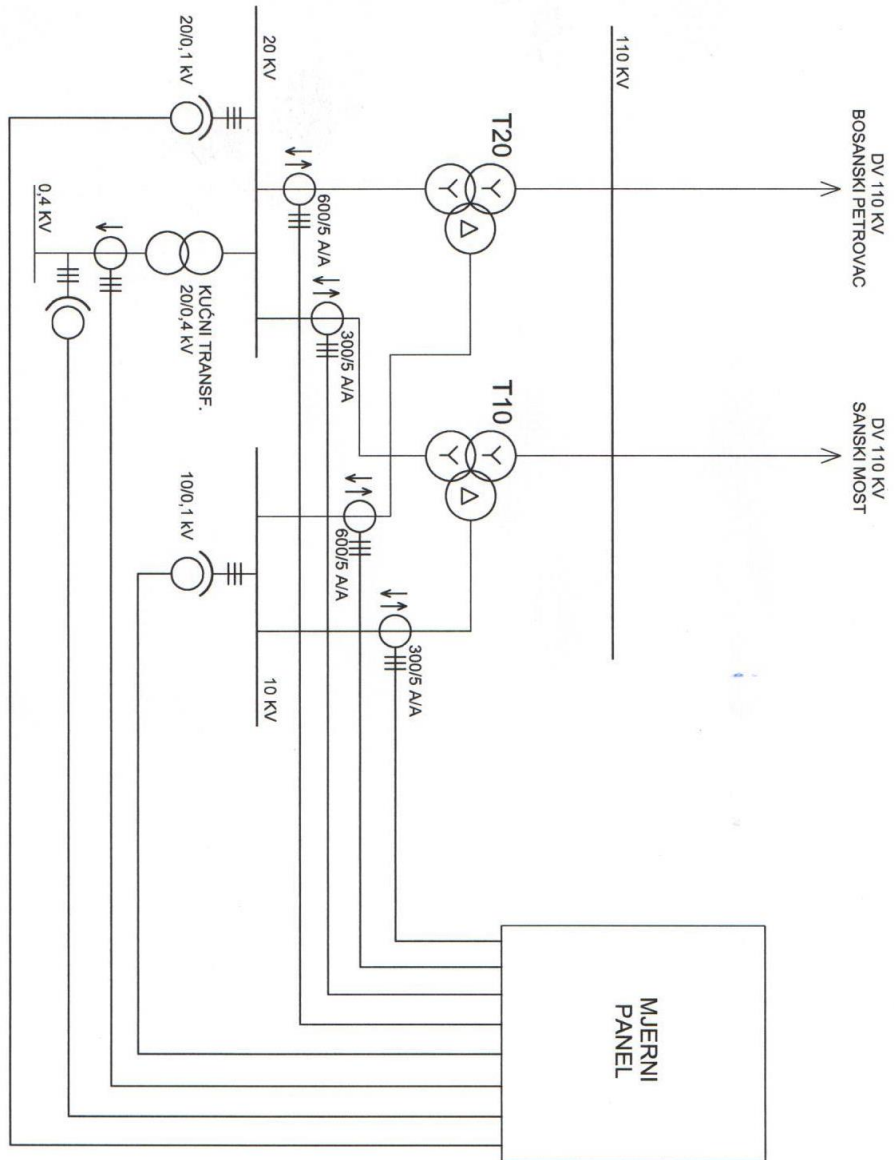 DV 110 KV
BOSANSKI PETROVAC
DV 110 KV
SANSKI MOST
110 KV
T20
T10
MJERNI
PANEL
600/5 A/A
300/5 A/A
600/5 A/A
300/5 A/A
20 KV
10 KV
20/0,1 kV
KUĆNI TRANSF.
20/0,4 kV
10/0,1 kV
0,4 KV